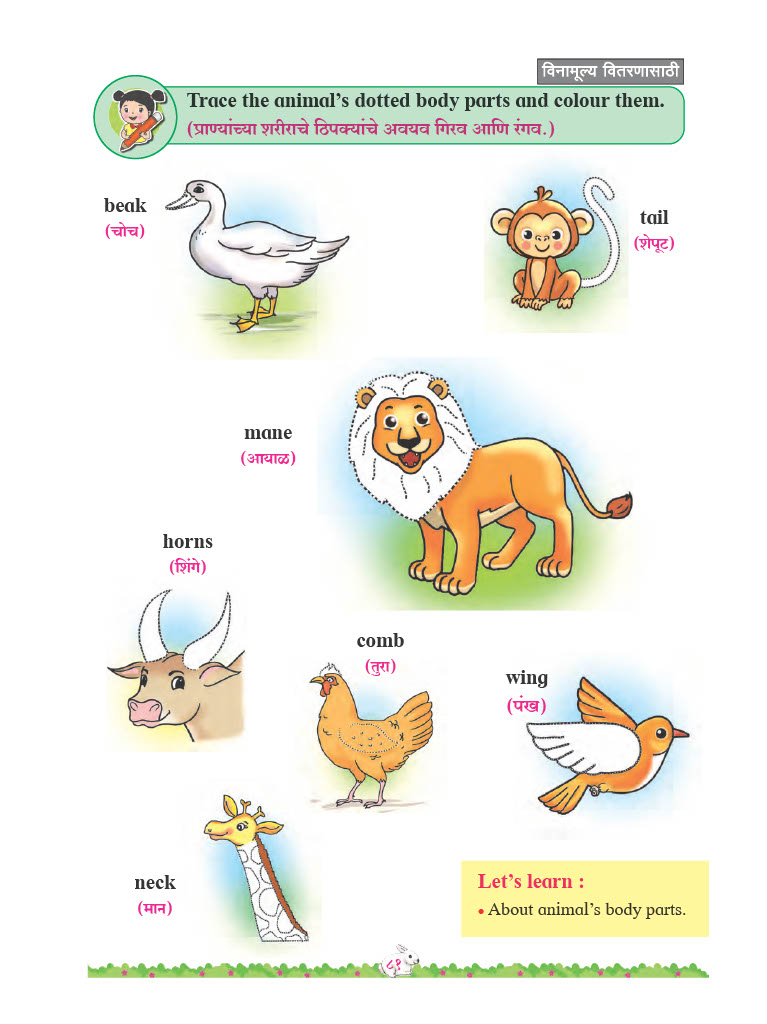 विनामूल्य वितरणासाठी
Trace the animal's dotted body parts and colour them.
(प्राण्यांच्या शरीराचे ठिपक्यांचे अवयव गिरव आणि रंगव.)
beak
(चोच)
tail
(शेपूट)
mane
(आयाळ)
horns
(शिंगे)
comb
(तुरा)
wing
(पंख)
neck
(मान)
Let's learn :
• About animal's body parts.
८१